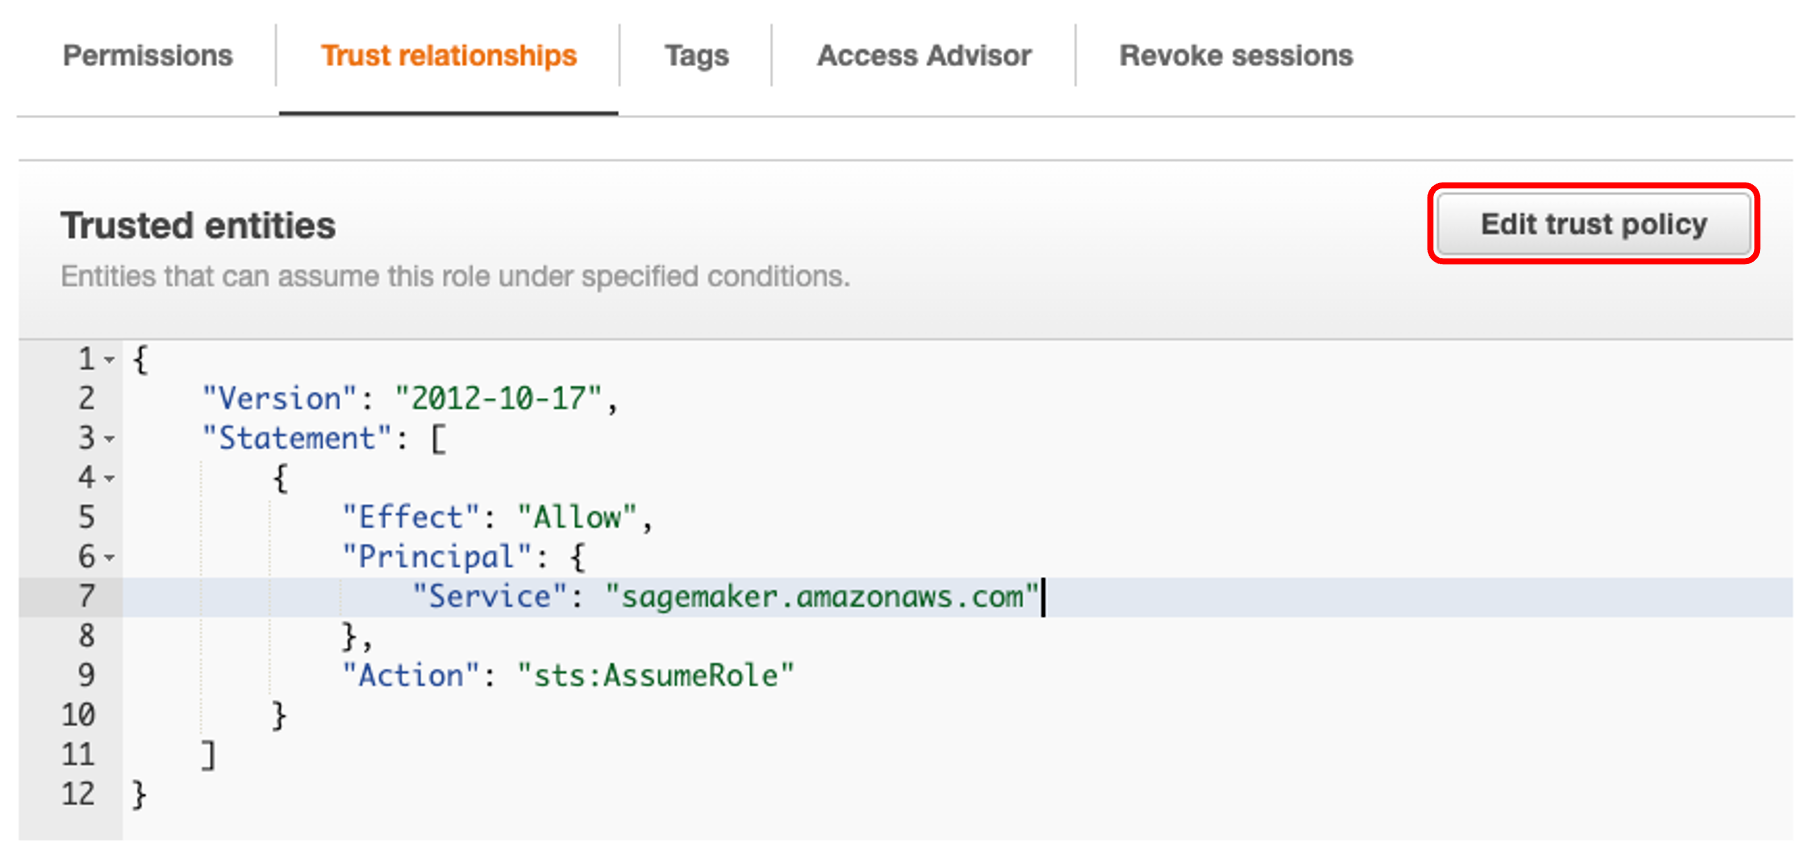 Permissions Trust relationships Tags Access Advisor Revoke sessions
Trusted entities
Edit trust policy
Entities that can assume this role under specified conditions.
1 {
2 "Version": "2012-10-17",
3 "Statement": [
4 {
5 "Effect": "Allow",
6 "Principal": {
7 "Service": "sagemaker.amazonaws.com"
8 },
9 "Action": "sts:AssumeRole"
10 }
11 ]
12 }